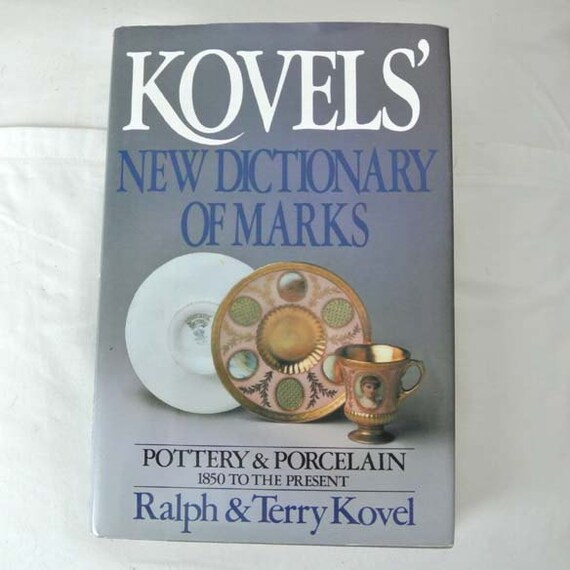 KOVELS'
NEW DICTIONARY
OF MARKS
POTTERY & PORCELAIN
1850 TO THE PRESENT
Ralph & Terry Kovel